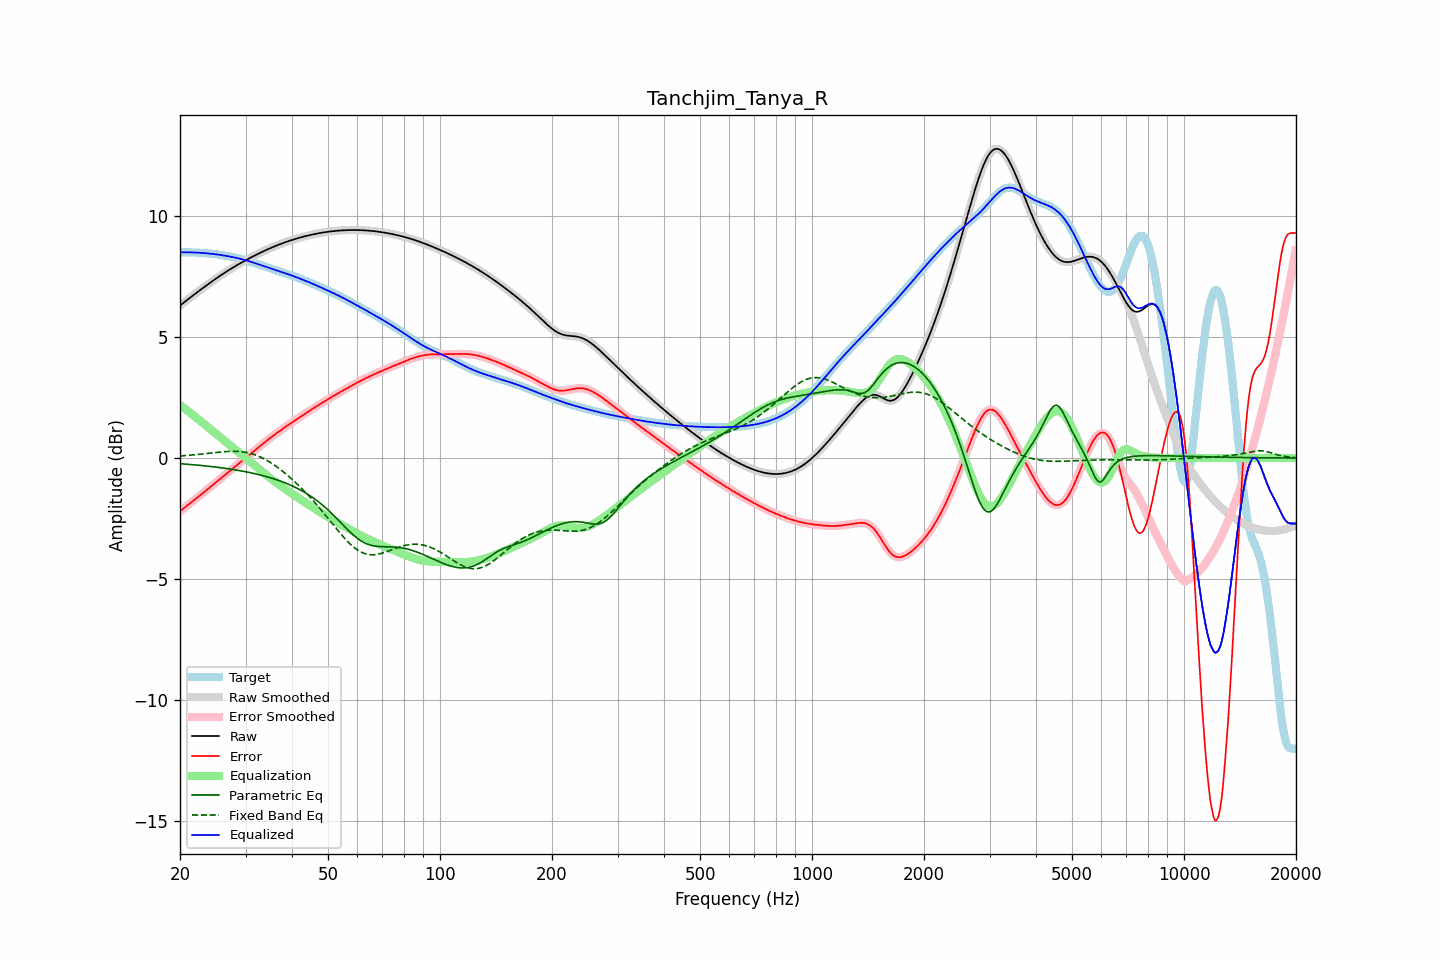 Tanchjim_Tanya_R
Amplitude (dBr)
10
5
0
−5
−10
−15
Target
Raw Smoothed
Error Smoothed
Raw
Error
Equalization
Parametric Eq
Fixed Band Eq
Equalized
20 50 100 200 500 1000 2000 5000 10000 20000
Frequency (Hz)